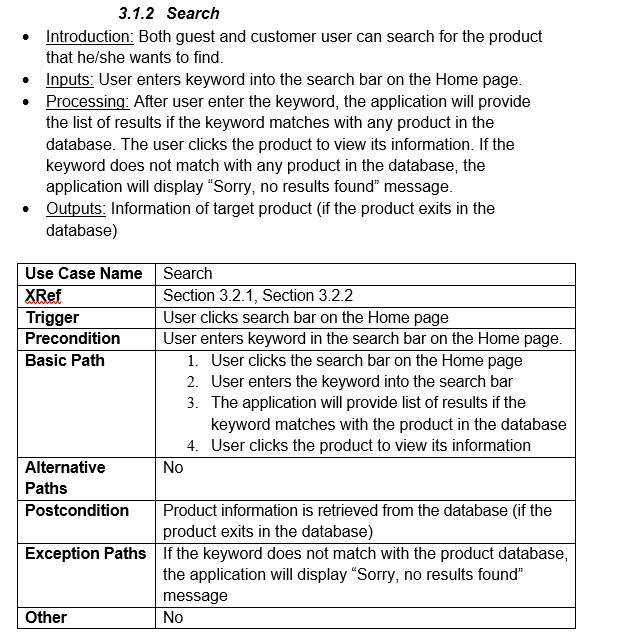 3.1.2 Search
• Introduction: Both guest and customer user can search for the product
that he/she wants to find.
• Inputs: User enters keyword into the search bar on the Home page.
• Processing: After user enter the keyword, the application will provide
the list of results if the keyword matches with any product in the
database. The user clicks the product to view its information. If the
keyword does not match with any product in the database, the
application will display “Sorry, no results found” message.
• Outputs: Information of target product (if the product exits in the
database)
Use Case Name Search
XRef Section 3.2.1, Section 3.2.2
Trigger User clicks search bar on the Home page
Precondition User enters keyword in the search bar on the Home page.
Basic Path 1. User clicks the search bar on the Home page
2. User enters the keyword into the search bar
3. The application will provide list of results if the
keyword matches with the product in the database
4. User clicks the product to view its information
Alternative No
Paths
Postcondition Product information is retrieved from the database (if the
product exits in the database)
Exception Paths If the keyword does not match with the product database,
the application will display “Sorry, no results found”
message
Other No